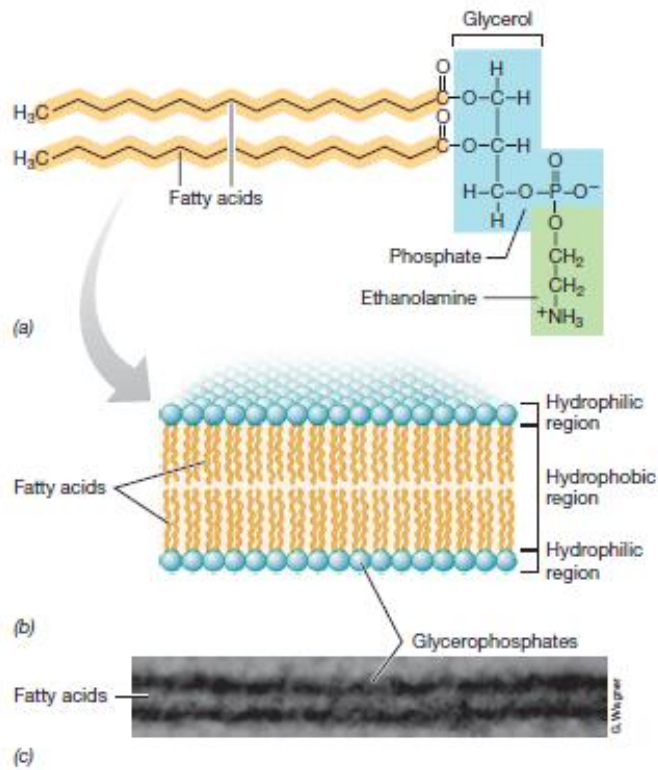 Glycerol
O
H
H₃C
C–O–C–H
O
H₃C
C–O–C–H
O
Fatty acids
H–C–O–P–O⁻
H
O
Phosphate
CH₂
CH₂
Ethanolamine
⁺NH₃
(a)
Hydrophilic
region
Fatty acids
Hydrophobic
region
Hydrophilic
region
(b)
Glycerophosphates
Fatty acids
G. Wagner
(c)